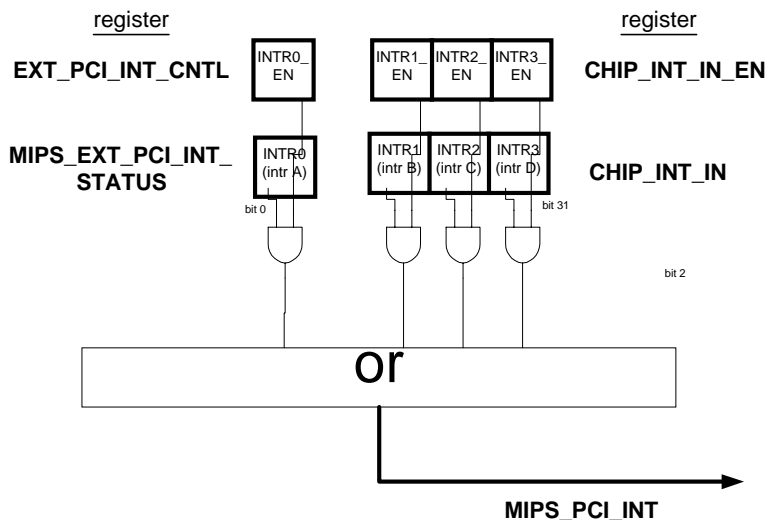 register
register
EXT_PCI_INT_CNTL
INTR0_
EN
INTR1_
EN
INTR2_
EN
INTR3_
EN
CHIP_INT_IN_EN
MIPS_EXT_PCI_INT_
STATUS
INTR0
(intr A)
INTR1
(intr B)
INTR2
(intr C)
INTR3
(intr D)
CHIP_INT_IN
bit 0
bit 31
bit 2
or
MIPS_PCI_INT